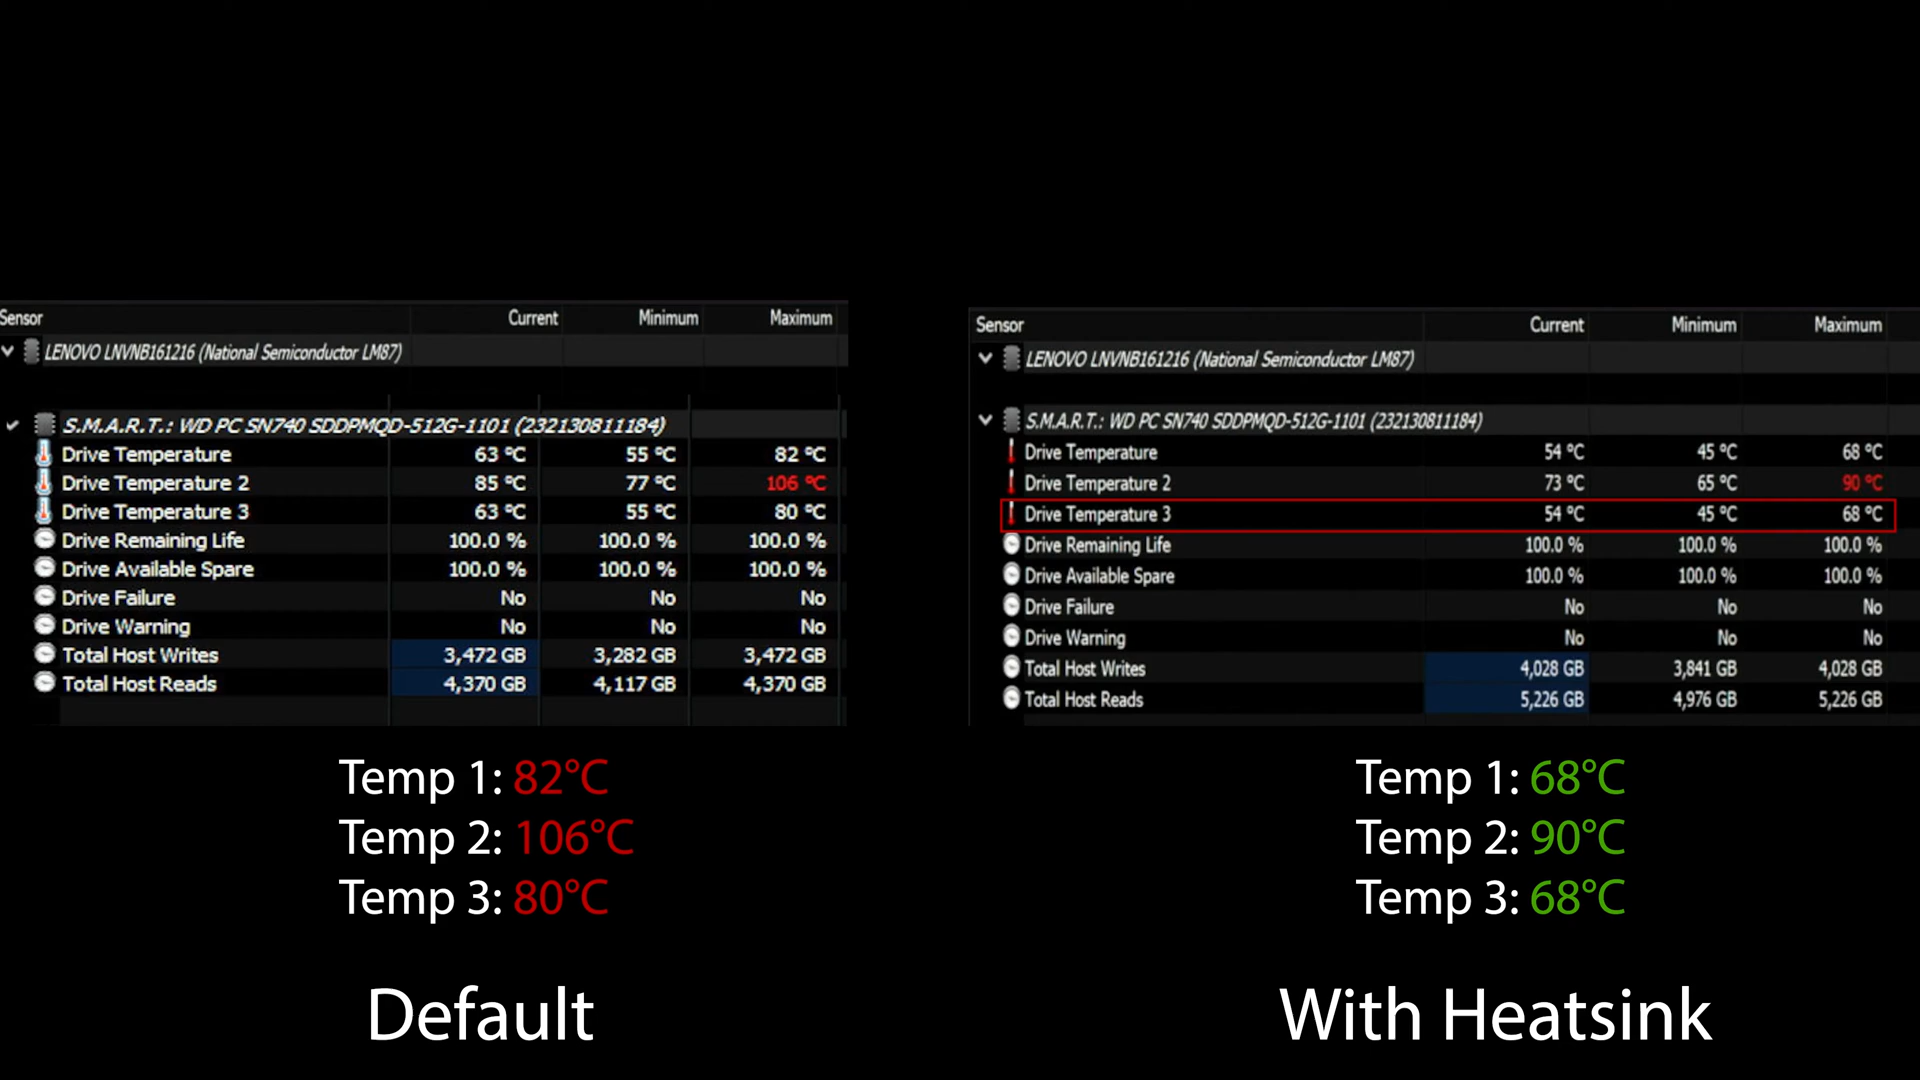 Sensor Current Minimum Maximum
LENOVO LNVNB161216 (National Semiconductor LM87)
S.M.A.R.T.: WD PC SN740 SDDPMQD-512G-1101 (232130811184)
Drive Temperature 63 °C 55 °C 82 °C
Drive Temperature 2 85 °C 77 °C 106 °C
Drive Temperature 3 63 °C 55 °C 80 °C
Drive Remaining Life 100.0 % 100.0 % 100.0 %
Drive Available Spare 100.0 % 100.0 % 100.0 %
Drive Failure No No No
Drive Warning No No No
Total Host Writes 3,472 GB 3,282 GB 3,472 GB
Total Host Reads 4,370 GB 4,117 GB 4,370 GB
Temp 1: 82°C
Temp 2: 106°C
Temp 3: 80°C
Default
Sensor Current Minimum Maximum
LENOVO LNVNB161216 (National Semiconductor LM87)
S.M.A.R.T.: WD PC SN740 SDDPMQD-512G-1101 (232130811184)
Drive Temperature 54 °C 45 °C 68 °C
Drive Temperature 2 73 °C 65 °C 90 °C
Drive Temperature 3 54 °C 45 °C 68 °C
Drive Remaining Life 100.0 % 100.0 % 100.0 %
Drive Available Spare 100.0 % 100.0 % 100.0 %
Drive Failure No No No
Drive Warning No No No
Total Host Writes 4,028 GB 3,841 GB 4,028 GB
Total Host Reads 5,226 GB 4,976 GB 5,226 GB
Temp 1: 68°C
Temp 2: 90°C
Temp 3: 68°C
With Heatsink